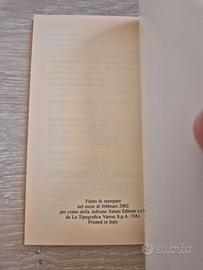 Finito di stampare
nel mese di febbraio 2002
per conto della Adriano Salani Editore s.r.l.
da La Tipografica Varese S.p.A. (VA)
Printed in Italy
subito